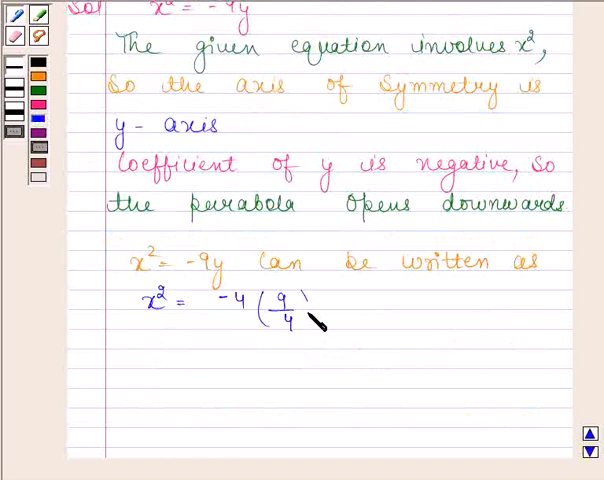 Sol x² = -9y
The given equation involves x²,
So the axis of Symmetry is
y- axis
Coefficient of y is negative, So
the parabola opens downwards.
x² = -9y can be written as
x² = -4 (9/4)